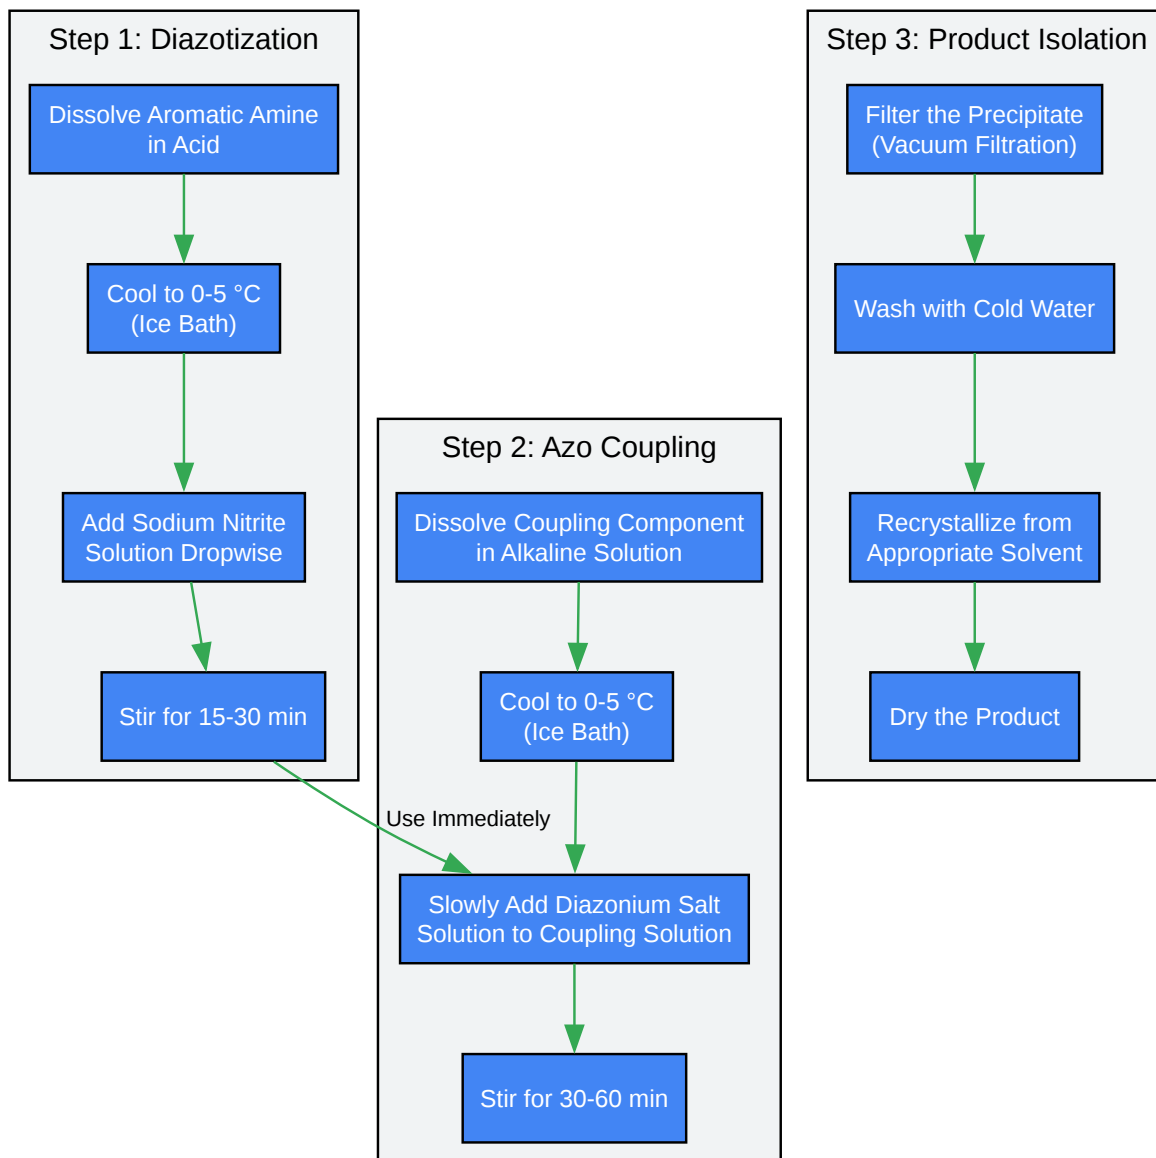 Step 1: Diazotization
Dissolve Aromatic Amine
in Acid
Cool to 0-5 °C
(Ice Bath)
Add Sodium Nitrite
Solution Dropwise
Stir for 15-30 min
Use Immediately
Step 2: Azo Coupling
Dissolve Coupling Component
in Alkaline Solution
Cool to 0-5 °C
(Ice Bath)
Slowly Add Diazonium Salt
Solution to Coupling Solution
Stir for 30-60 min
Step 3: Product Isolation
Filter the Precipitate
(Vacuum Filtration)
Wash with Cold Water
Recrystallize from
Appropriate Solvent
Dry the Product